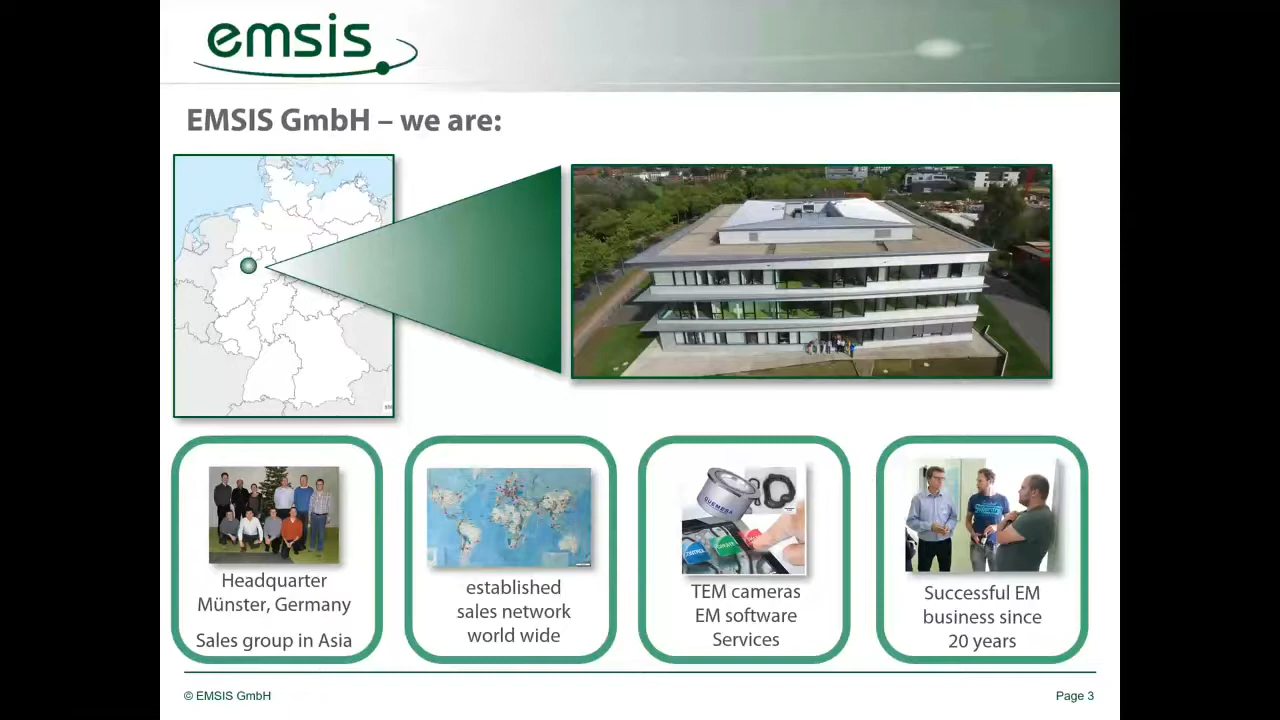 emsis
EMSIS GmbH – we are:
QUEMESA
Headquarter
Münster, Germany
Sales group in Asia
established
sales network
world wide
TEM cameras
EM software
Services
Successful EM
business since
20 years
© EMSIS GmbH
Page 3